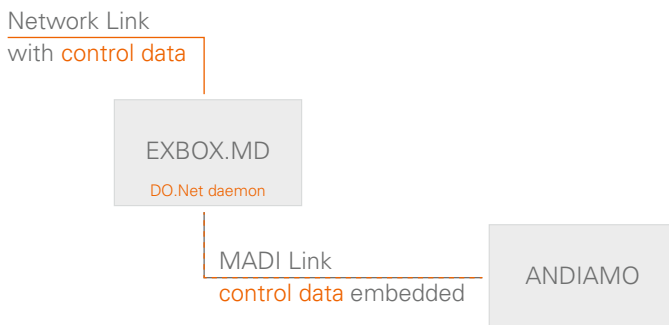 Network Link
with control data
EXBOX.MD
DO.Net daemon
MADI Link
control data embedded
ANDIAMO